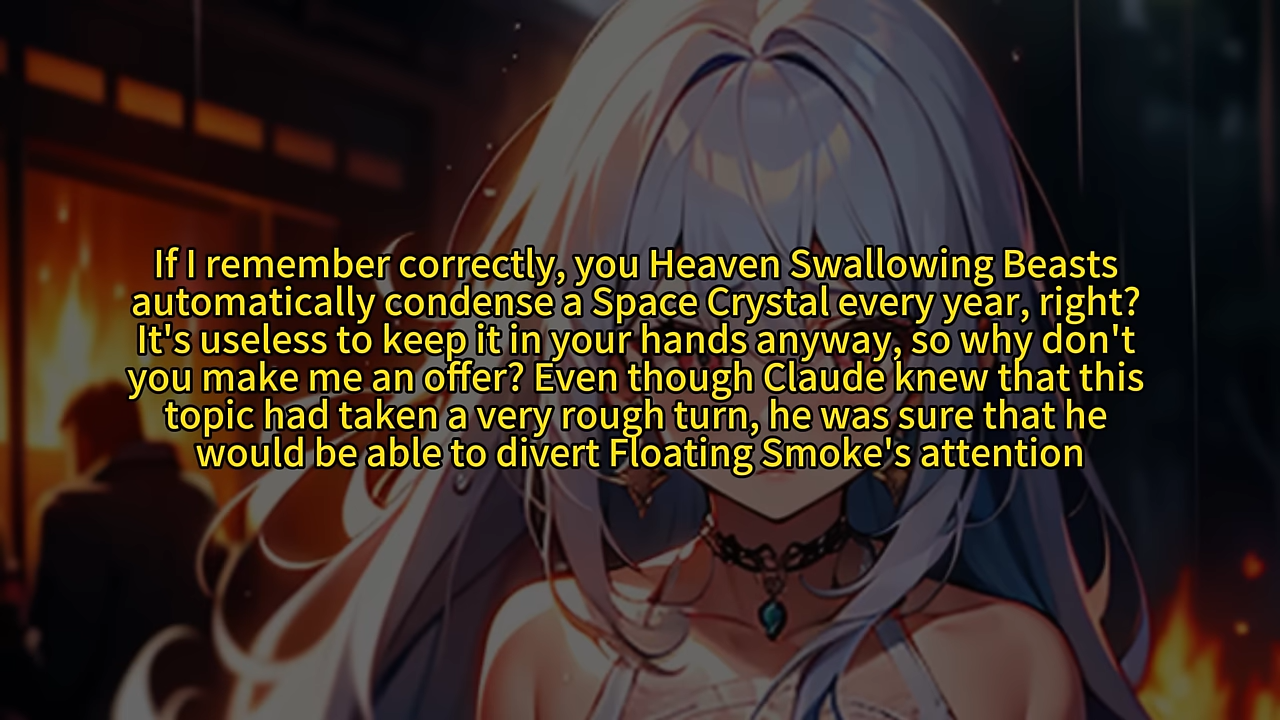 If I remember correctly, you Heaven Swallowing Beasts
automatically condense a Space Crystal every year, right?
It's useless to keep it in your hands anyway, so why don't
you make me an offer? Even though Claude knew that this
topic had taken a very rough turn, he was sure that he
would be able to divert Floating Smoke's attention